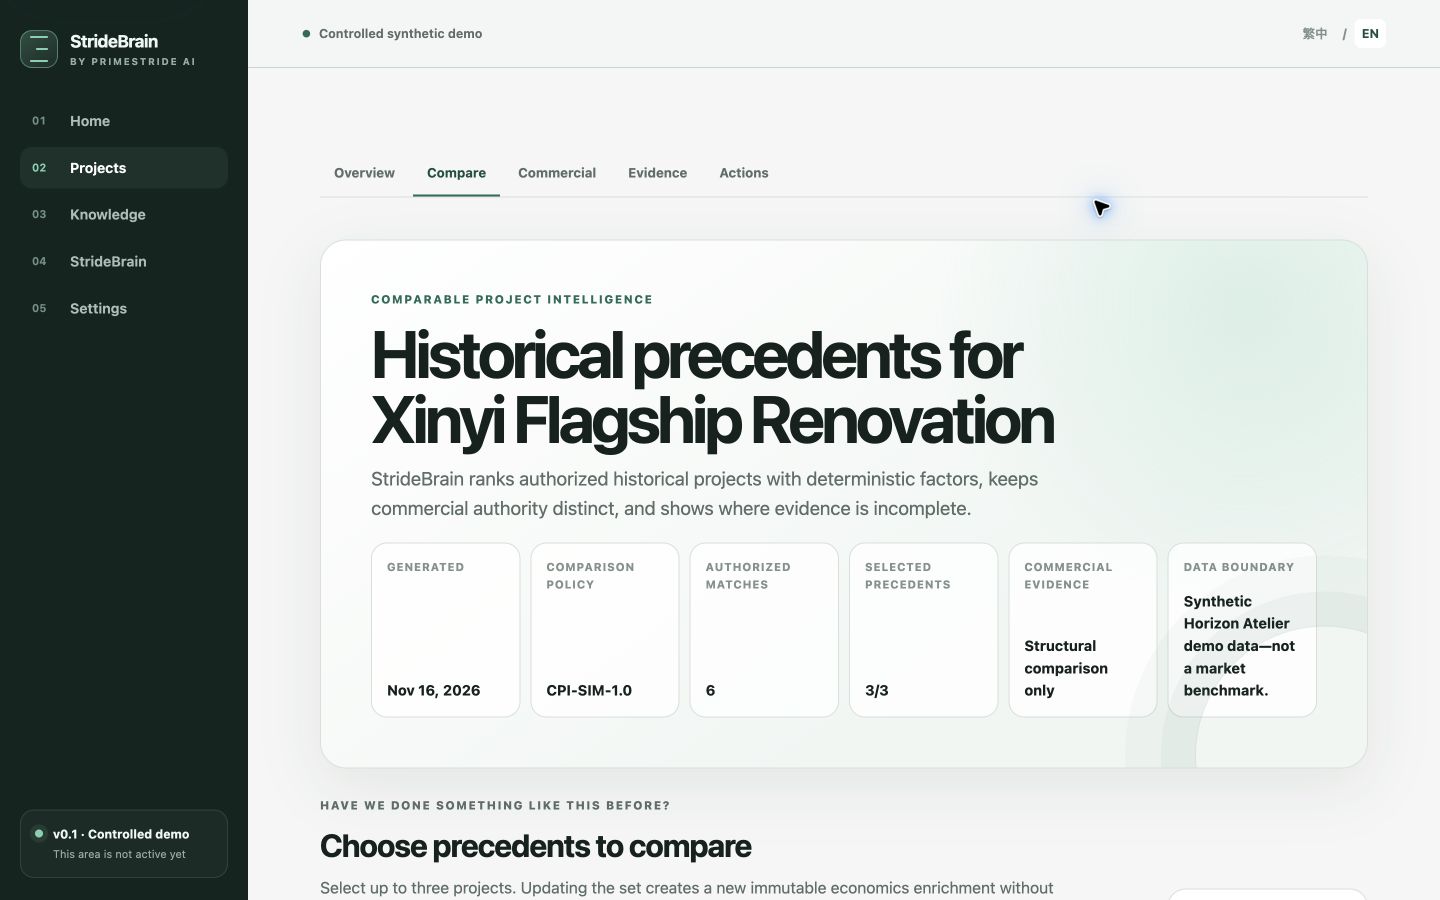 StrideBrain
BY PRIMESTRIDE AI
01 Home
02 Projects
03 Knowledge
04 StrideBrain
05 Settings
v0.1 · Controlled demo
This area is not active yet
Controlled synthetic demo
繁中 / EN
Overview Compare Commercial Evidence Actions
COMPARABLE PROJECT INTELLIGENCE
Historical precedents for
Xinyi Flagship Renovation
StrideBrain ranks authorized historical projects with deterministic factors, keeps
commercial authority distinct, and shows where evidence is incomplete.
GENERATED
Nov 16, 2026
COMPARISON
POLICY
CPI-SIM-1.0
AUTHORIZED
MATCHES
6
SELECTED
PRECEDENTS
3/3
COMMERCIAL
EVIDENCE
Structural
comparison
only
DATA BOUNDARY
Synthetic
Horizon Atelier
demo data—not
a market
benchmark.
HAVE WE DONE SOMETHING LIKE THIS BEFORE?
Choose precedents to compare
Select up to three projects. Updating the set creates a new immutable economics enrichment without